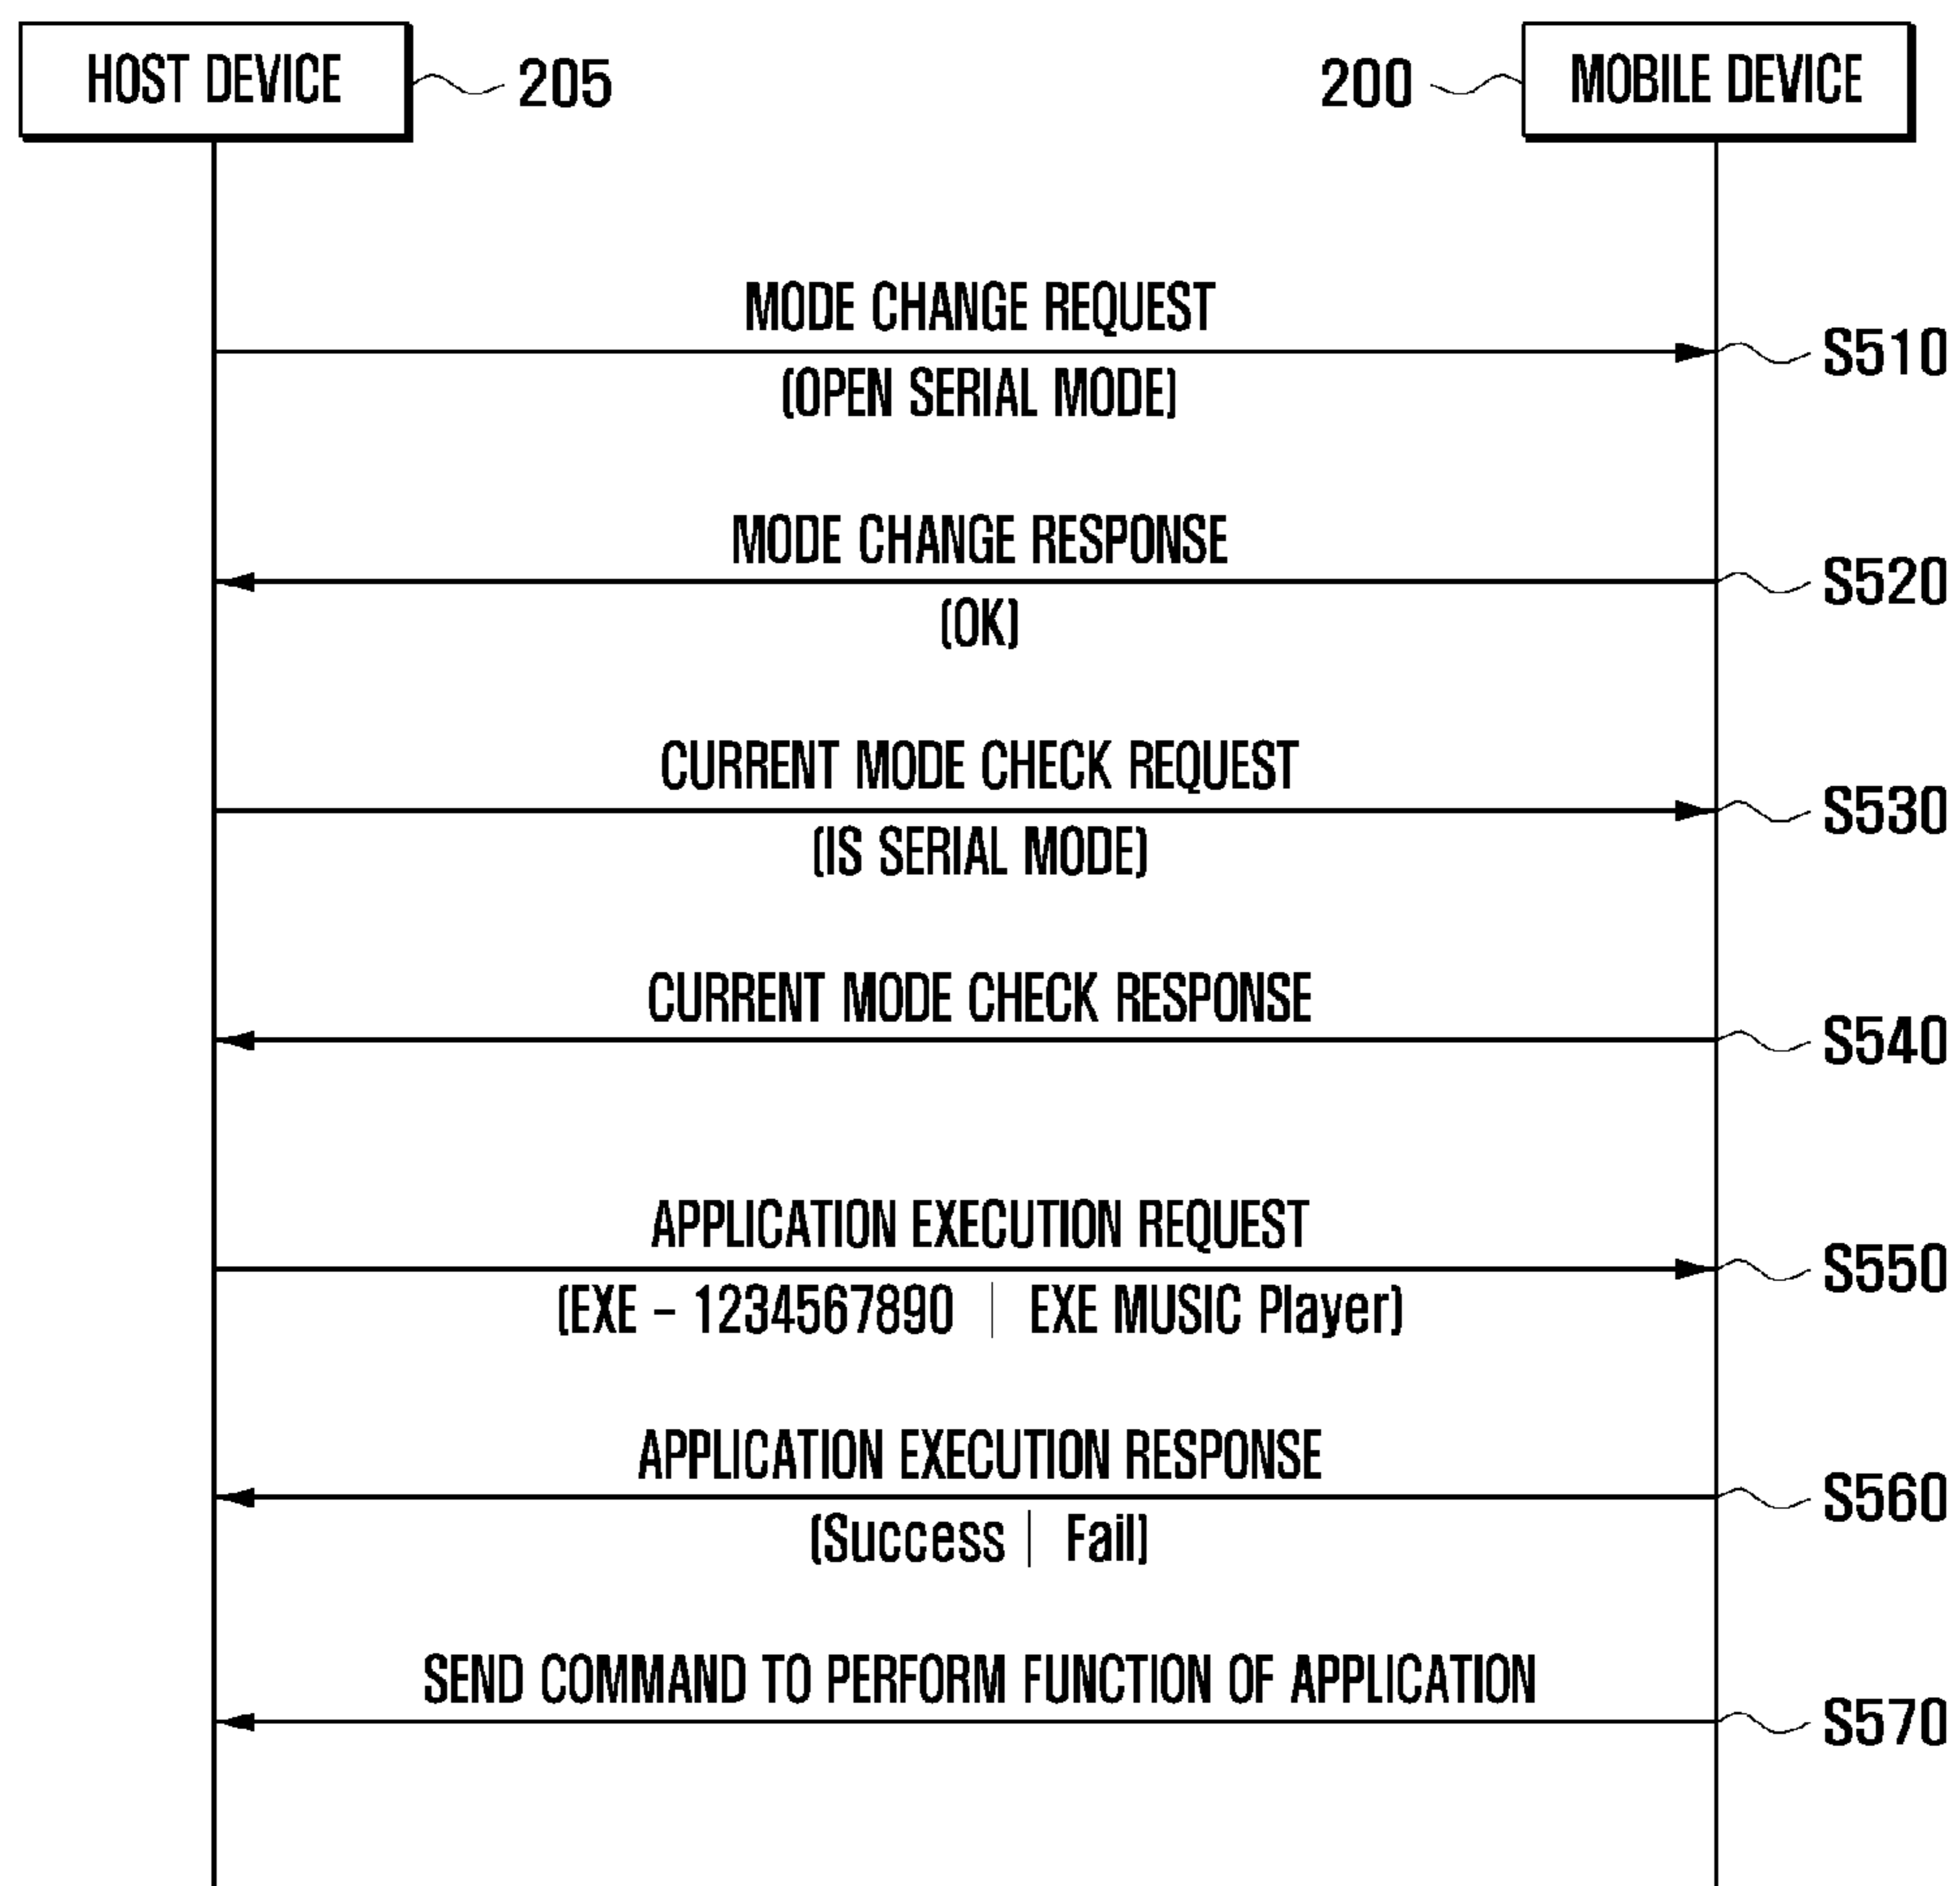 HOST DEVICE 205 200 MOBILE DEVICE
MODE CHANGE REQUEST
S510
(OPEN SERIAL MODE)
MODE CHANGE RESPONSE
S520
(OK)
CURRENT MODE CHECK REQUEST
S530
(IS SERIAL MODE)
CURRENT MODE CHECK RESPONSE
S540
APPLICATION EXECUTION REQUEST
S550
(EXE – 1234567890 | EXE MUSIC Player)
APPLICATION EXECUTION RESPONSE
S560
(Success | Fail)
SEND COMMAND TO PERFORM FUNCTION OF APPLICATION
S570